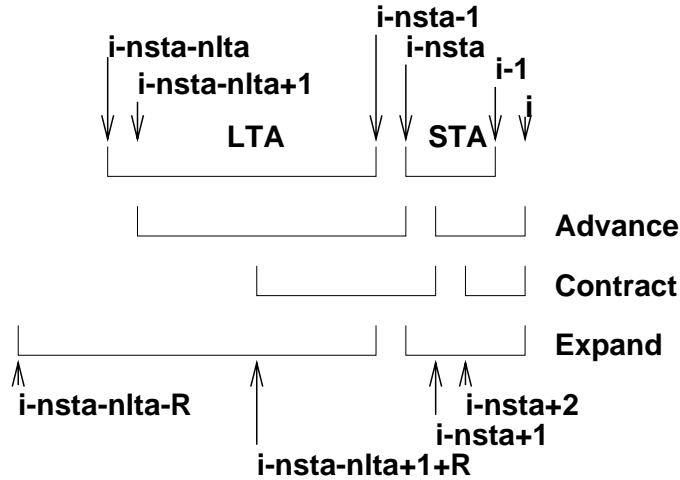 i-nsta-1
i-nsta-nlta
i-nsta
i-nsta-nlta+1
i-1
i
LTA
STA
Advance
Contract
Expand
i-nsta-nlta-R
i-nsta+2
i-nsta+1
i-nsta-nlta+1+R